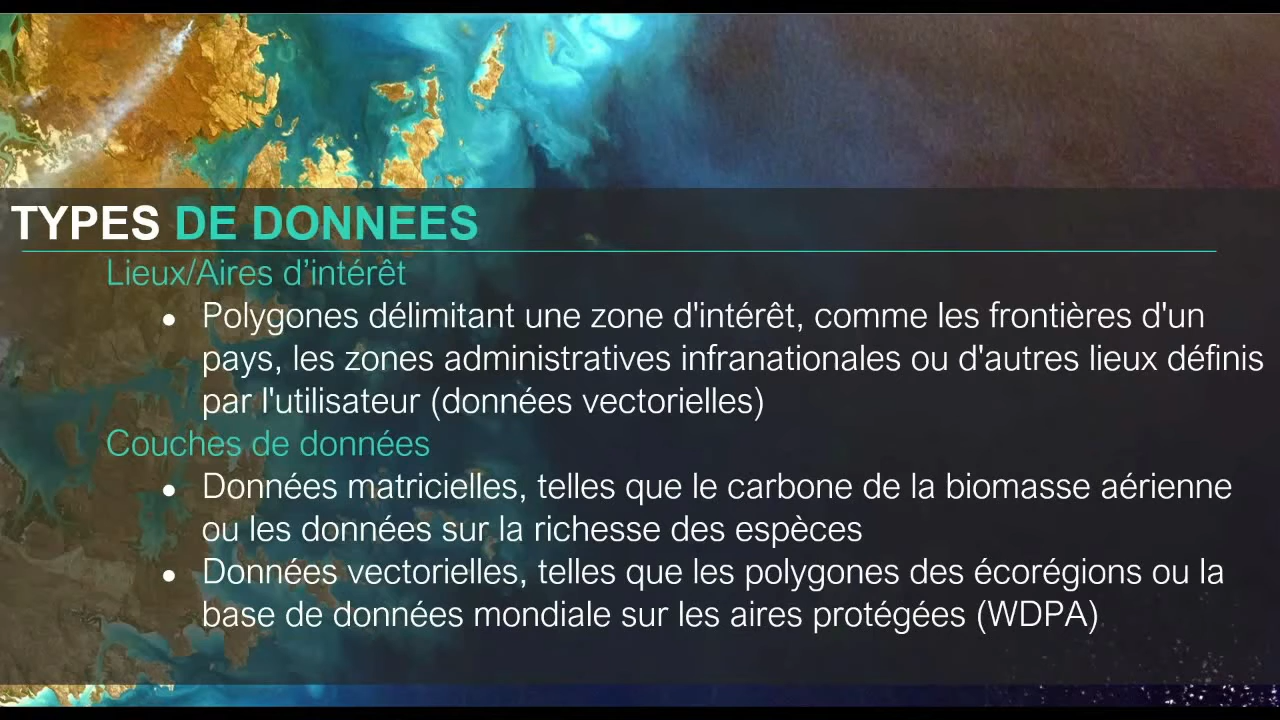 TYPES DE DONNEES
Lieux/Aires d’intérêt
● Polygones délimitant une zone d'intérêt, comme les frontières d'un
pays, les zones administratives infranationales ou d'autres lieux définis
par l'utilisateur (données vectorielles)
Couches de données
● Données matricielles, telles que le carbone de la biomasse aérienne
ou les données sur la richesse des espèces
● Données vectorielles, telles que les polygones des écorégions ou la
base de données mondiale sur les aires protégées (WDPA)